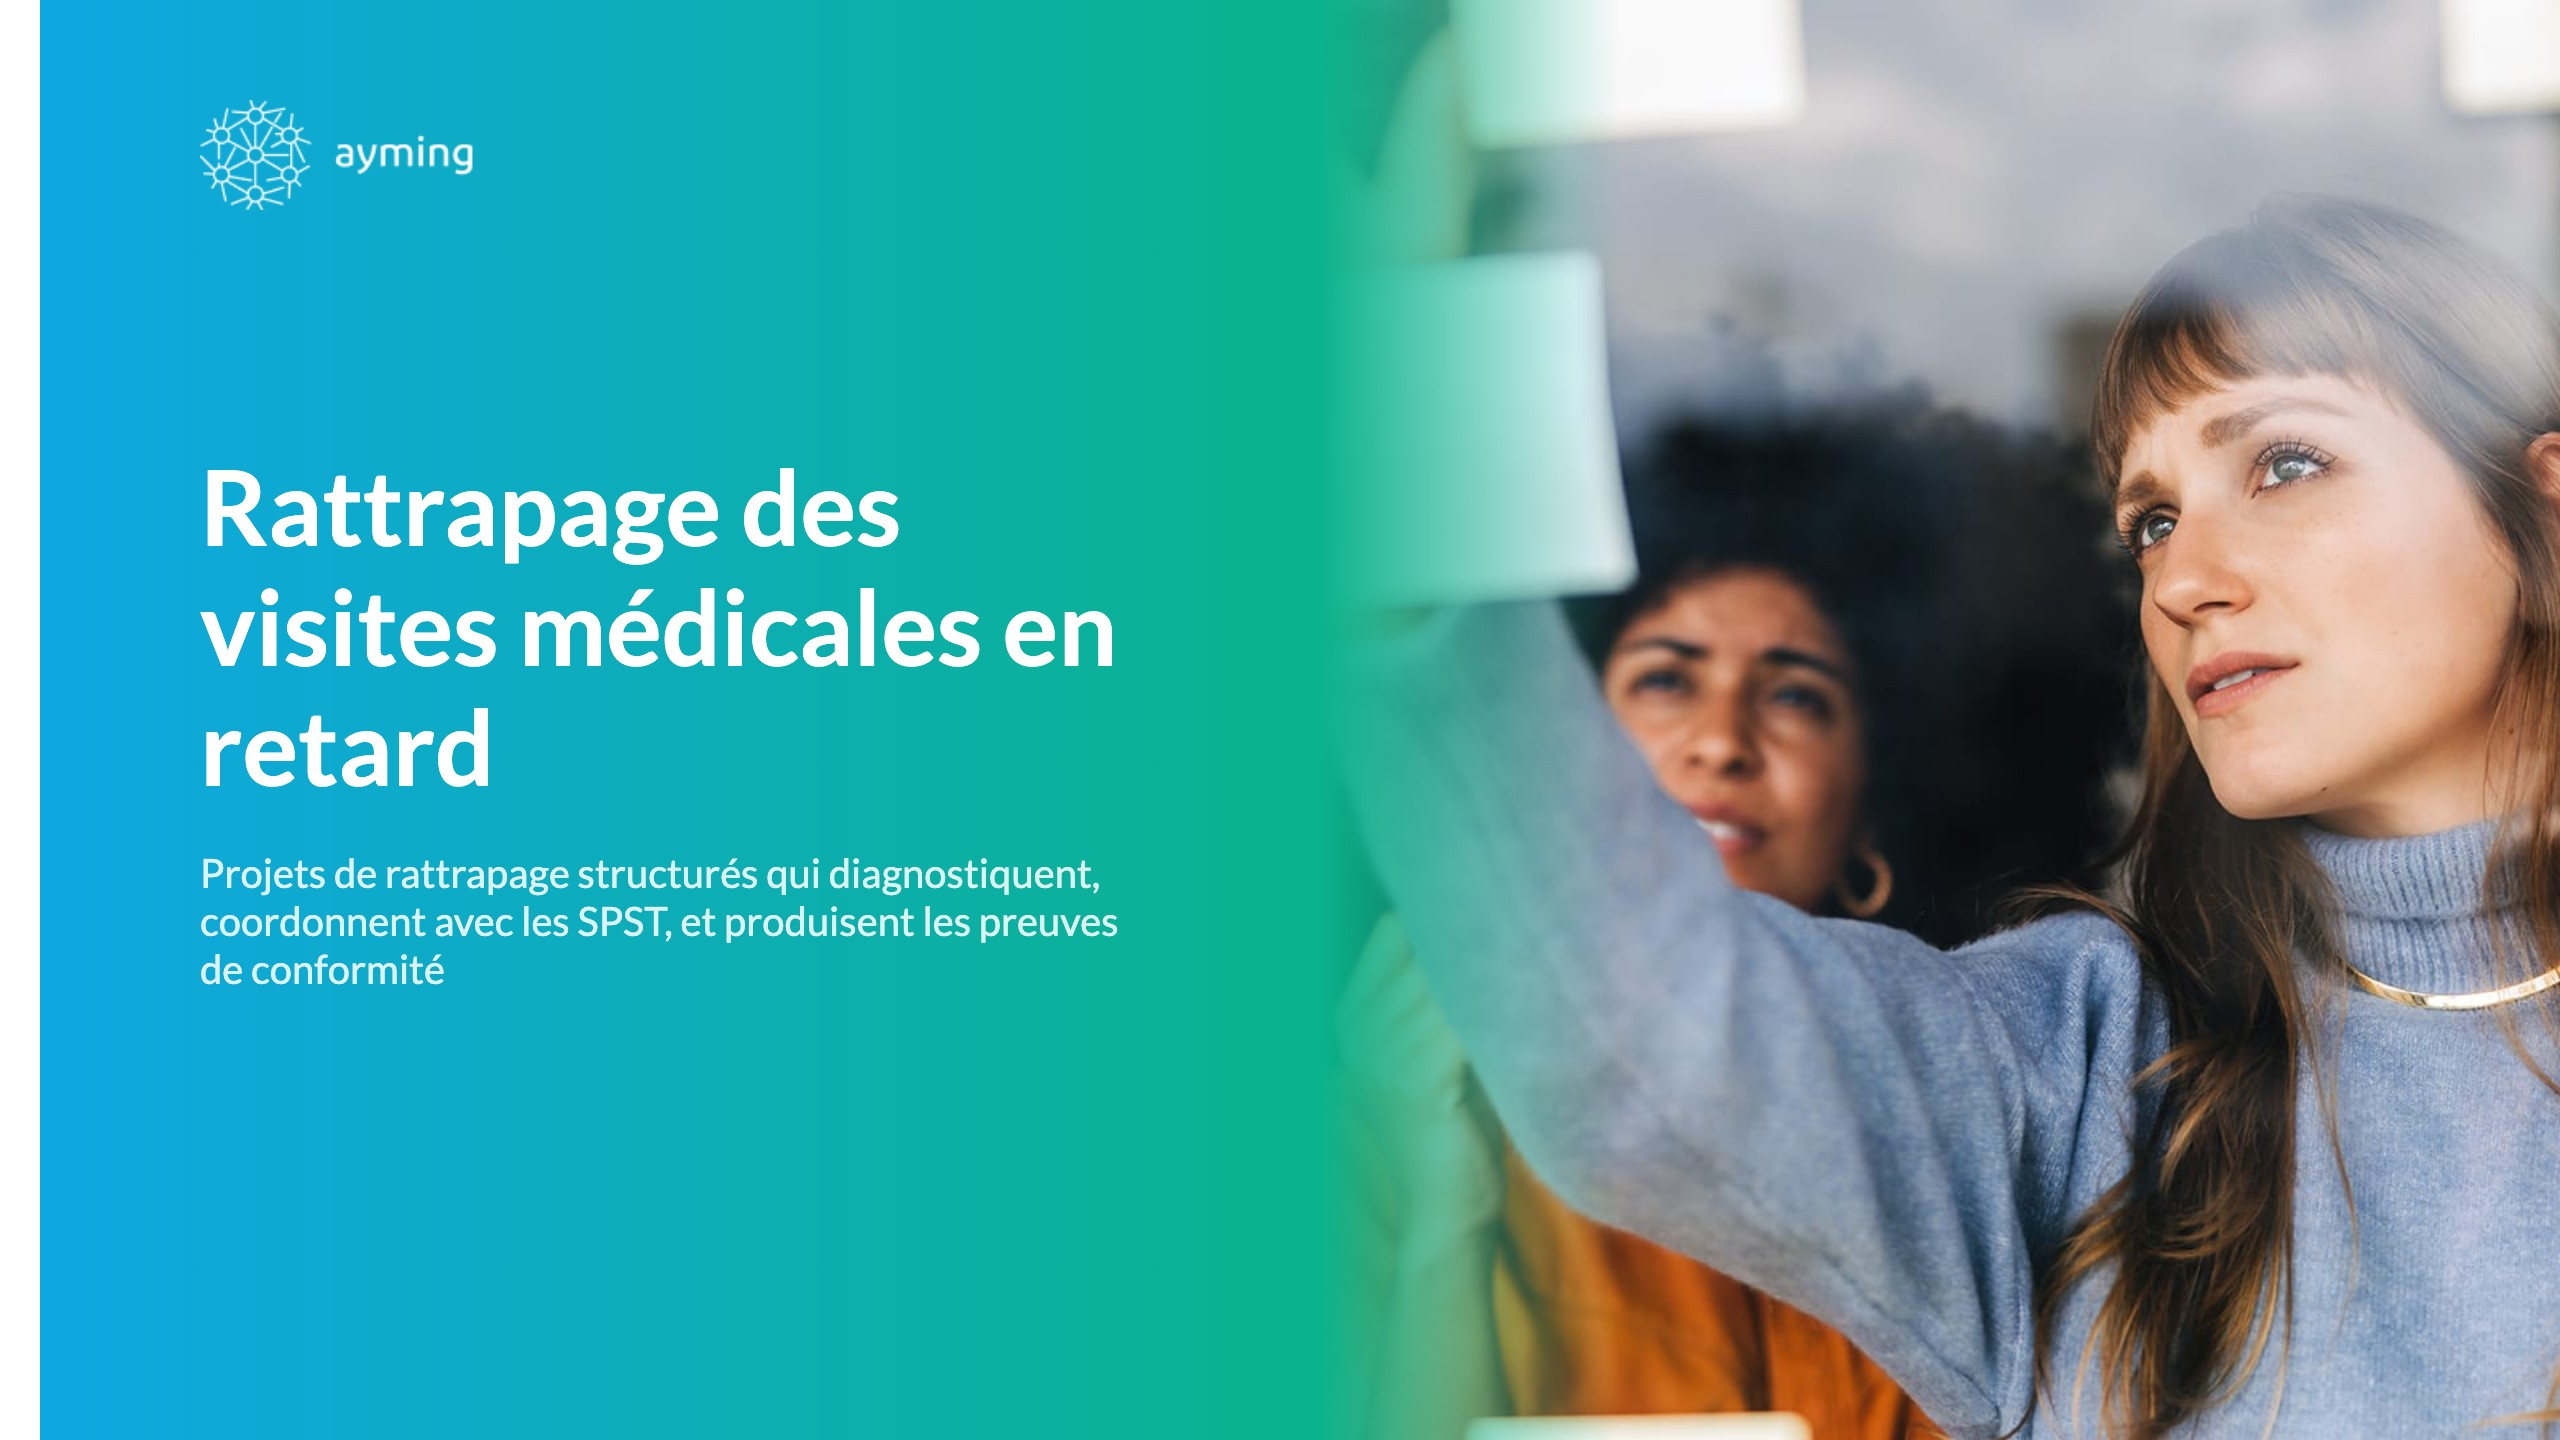 ayming
Rattrapage des
visites médicales en
retard
Projets de rattrapage structurés qui diagnostiquent,
coordonnent avec les SPST, et produisent les preuves
de conformité